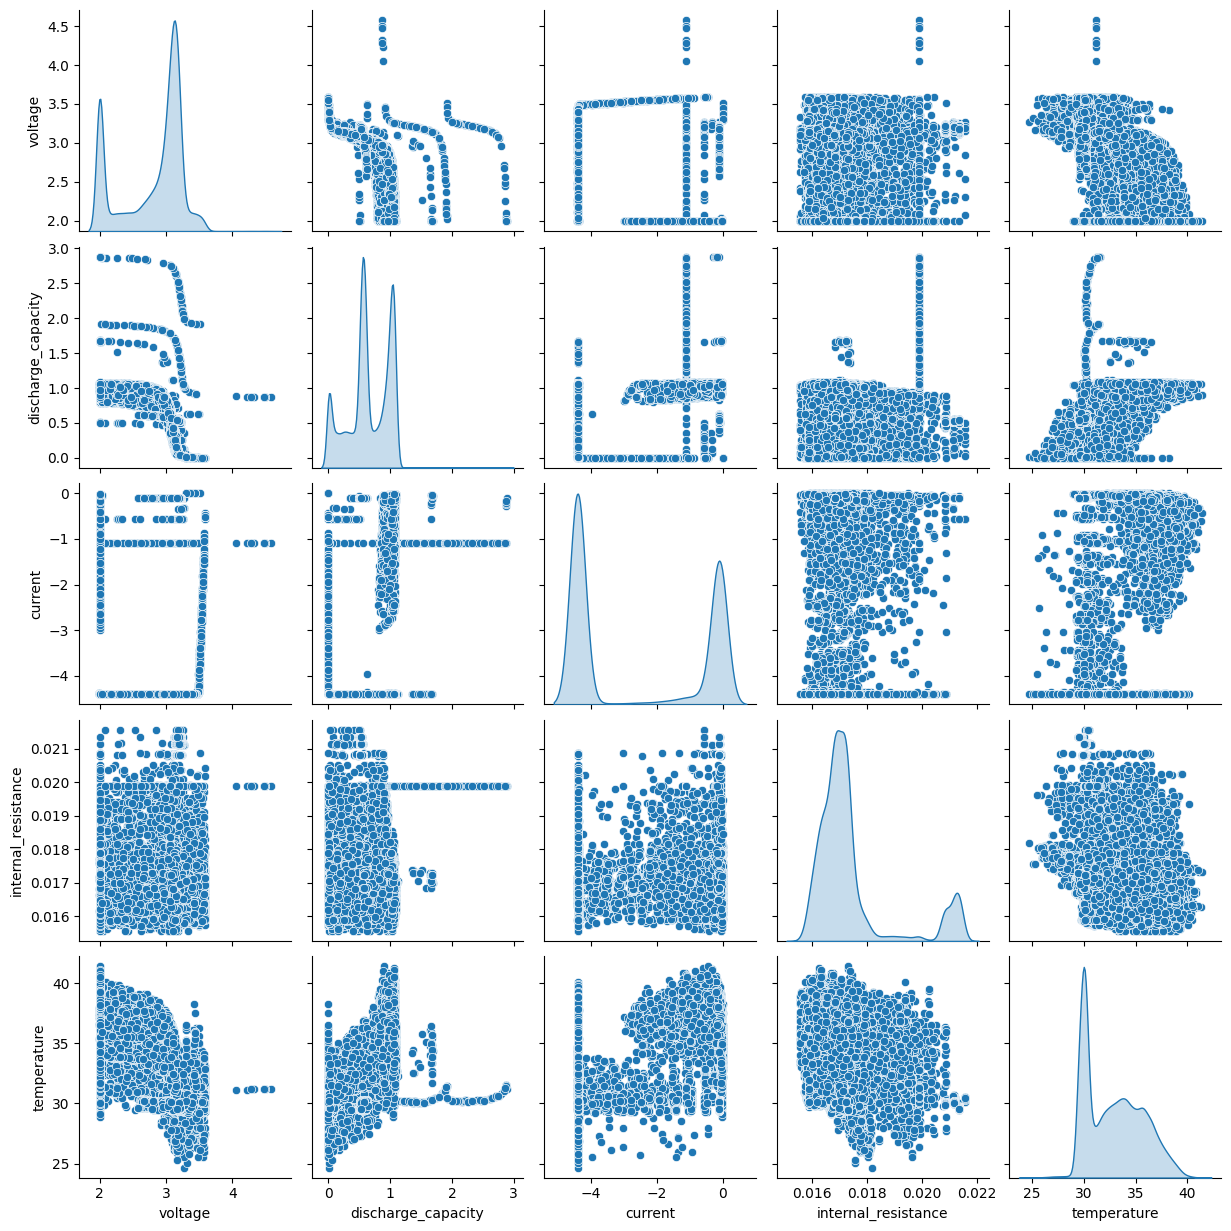 4.5
4.0
3.5
3.0
2.5
2.0
voltage
3.0
2.5
2.0
1.5
1.0
0.5
0.0
discharge_capacity
0
−1
−2
−3
−4
current
0.021
0.020
0.019
0.018
0.017
0.016
internal_resistance
40
35
30
25
temperature
2 3 4
0 1 2 3
−4 −2 0
0.016 0.018 0.020 0.022
25 30 35 40
voltage discharge_capacity current internal_resistance temperature